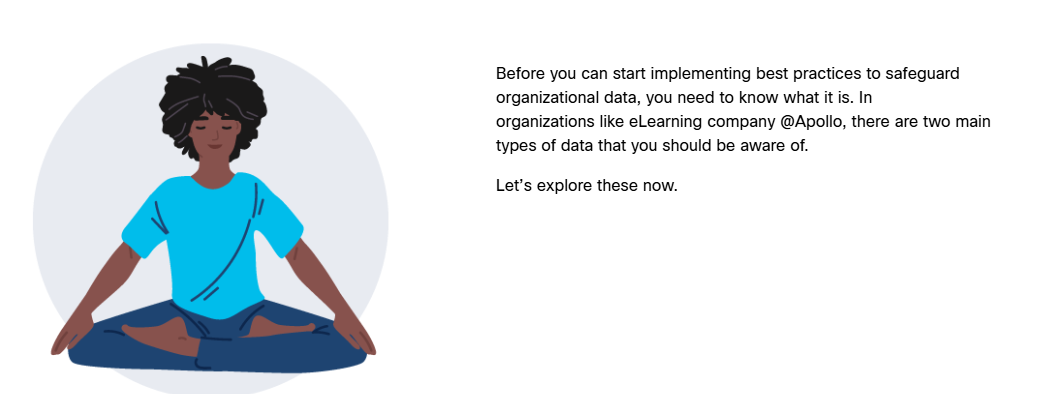 Before you can start implementing best practices to safeguard
organizational data, you need to know what it is. In
organizations like eLearning company @Apollo, there are two main
types of data that you should be aware of.
Let’s explore these now.